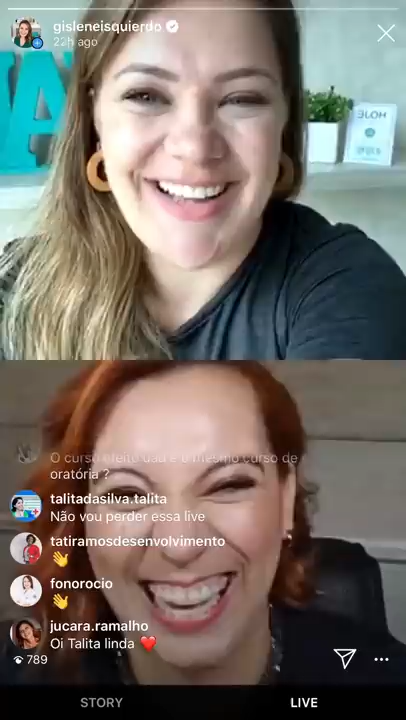 gisleneisquierdo
22h ago
O curso efeito uau é o mesmo curso de
oratória ?
talitadasilva.talita
Não vou perder essa live
tatiramosdesenvolvimento
👋
fonorocio
👋
jucara.ramalho
Oi Talita linda ❤️
789
STORY
LIVE